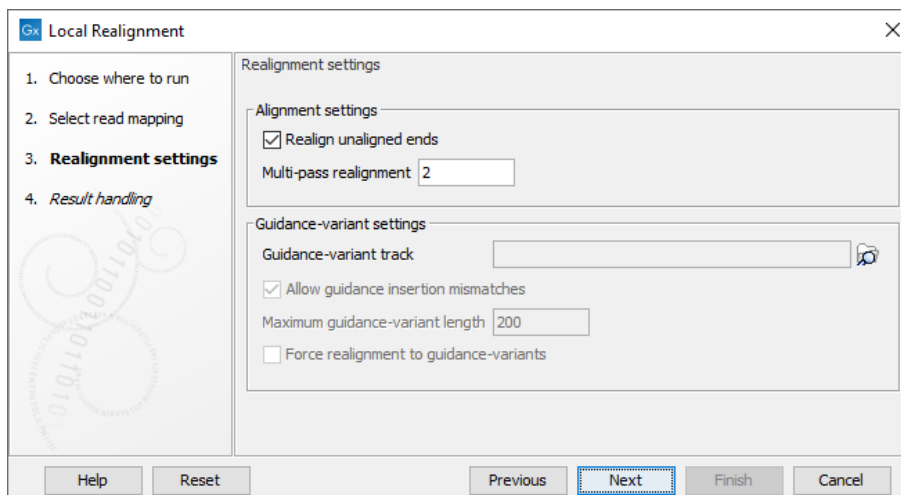 Gx Local Realignment
1. Choose where to run
2. Select read mapping
3. Realignment settings
4. Result handling
Realignment settings
Alignment settings
Realign unaligned ends
Multi-pass realignment 2
Guidance-variant settings
Guidance-variant track
Allow guidance insertion mismatches
Maximum guidance-variant length 200
Force realignment to guidance-variants
Help Reset Previous Next Finish Cancel